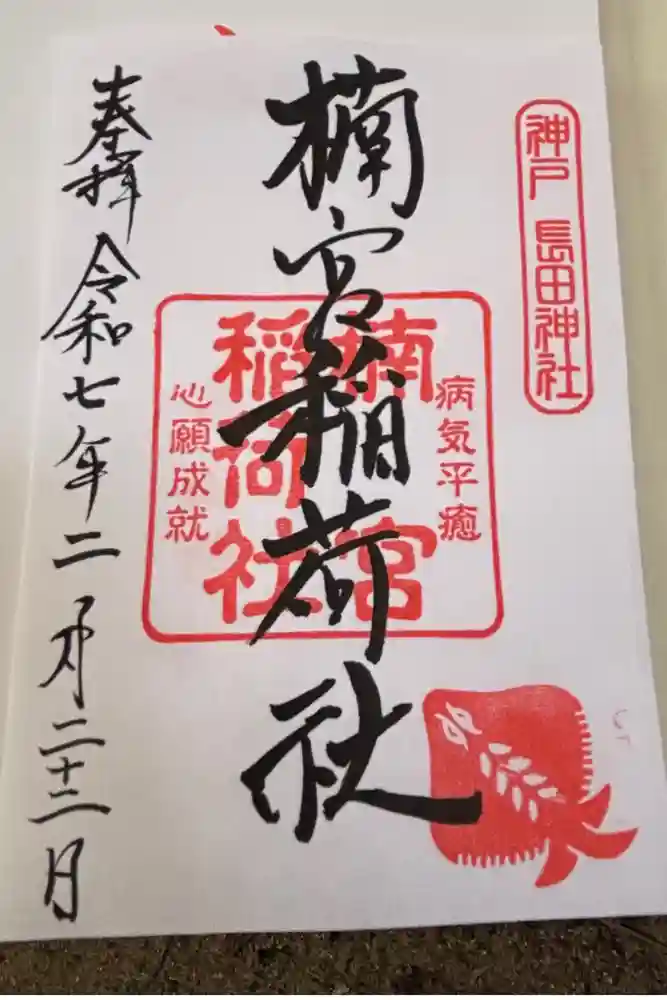 神戸 長田神社
楠宮稲荷社
病気平癒
楠宮
稲荷社
心願成就
奉拝 令和七年二月二十二日